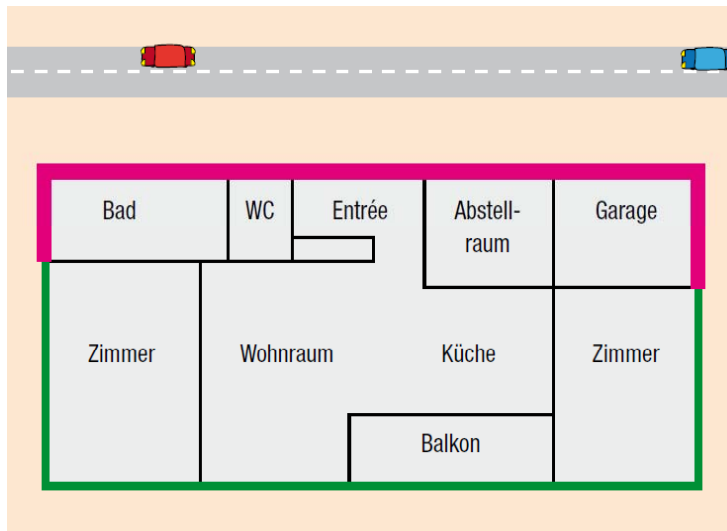 Bad
WC
Entrée
Abstell-
raum
Garage
Zimmer
Wohnraum
Küche
Zimmer
Balkon